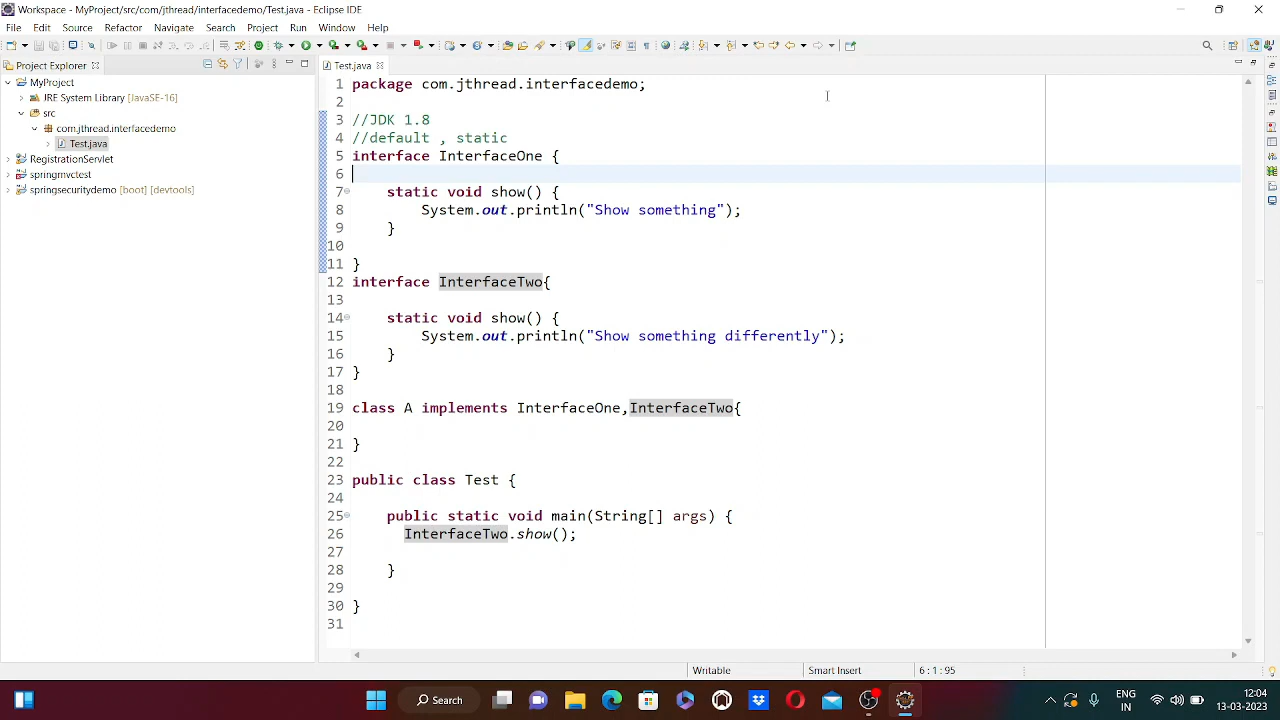 Workspace - MyProject/src/com/jthread/interfacedemo/Test.java - Eclipse IDE
File Edit Source Refactor Navigate Search Project Run Window Help
Project Explorer
MyProject
JRE System Library [JavaSE-16]
src
com.jthread.interfacedemo
Test.java
RegistrationServlet
springmvctest
springsecuritydemo [boot] [devtools]
Test.java
1 package com.jthread.interfacedemo;
2
3 //JDK 1.8
4 //default , static
5 interface InterfaceOne {
6
7 static void show() {
8 System.out.println("Show something");
9 }
10
11 }
12 interface InterfaceTwo{
13
14 static void show() {
15 System.out.println("Show something differently");
16 }
17 }
18
19 class A implements InterfaceOne,InterfaceTwo{
20
21 }
22
23 public class Test {
24
25 public static void main(String[] args) {
26 InterfaceTwo.show();
27
28 }
29
30 }
31
Writable Smart Insert 6:1:95
Search
ENG
IN
12:04
13-03-2023